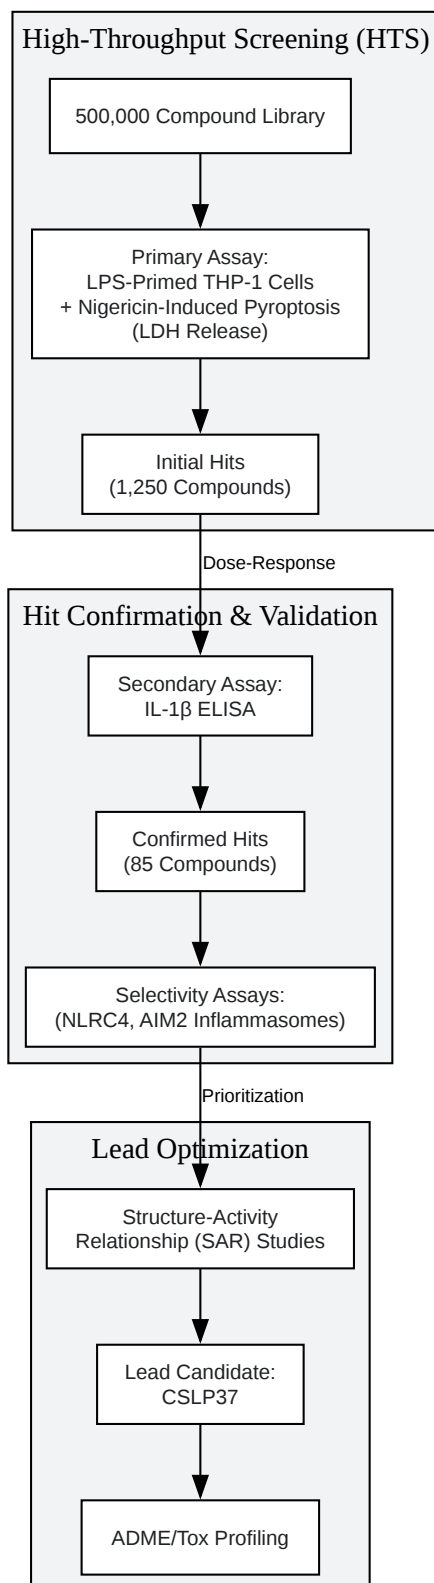 High-Throughput Screening (HTS)
500,000 Compound Library
Primary Assay:
LPS-Primed THP-1 Cells
+ Nigericin-Induced Pyroptosis
(LDH Release)
Initial Hits
(1,250 Compounds)
Dose-Response
Hit Confirmation & Validation
Secondary Assay:
IL-1β ELISA
Confirmed Hits
(85 Compounds)
Selectivity Assays:
(NLRC4, AIM2 Inflammasomes)
Prioritization
Lead Optimization
Structure-Activity
Relationship (SAR) Studies
Lead Candidate:
CSLP37
ADME/Tox Profiling